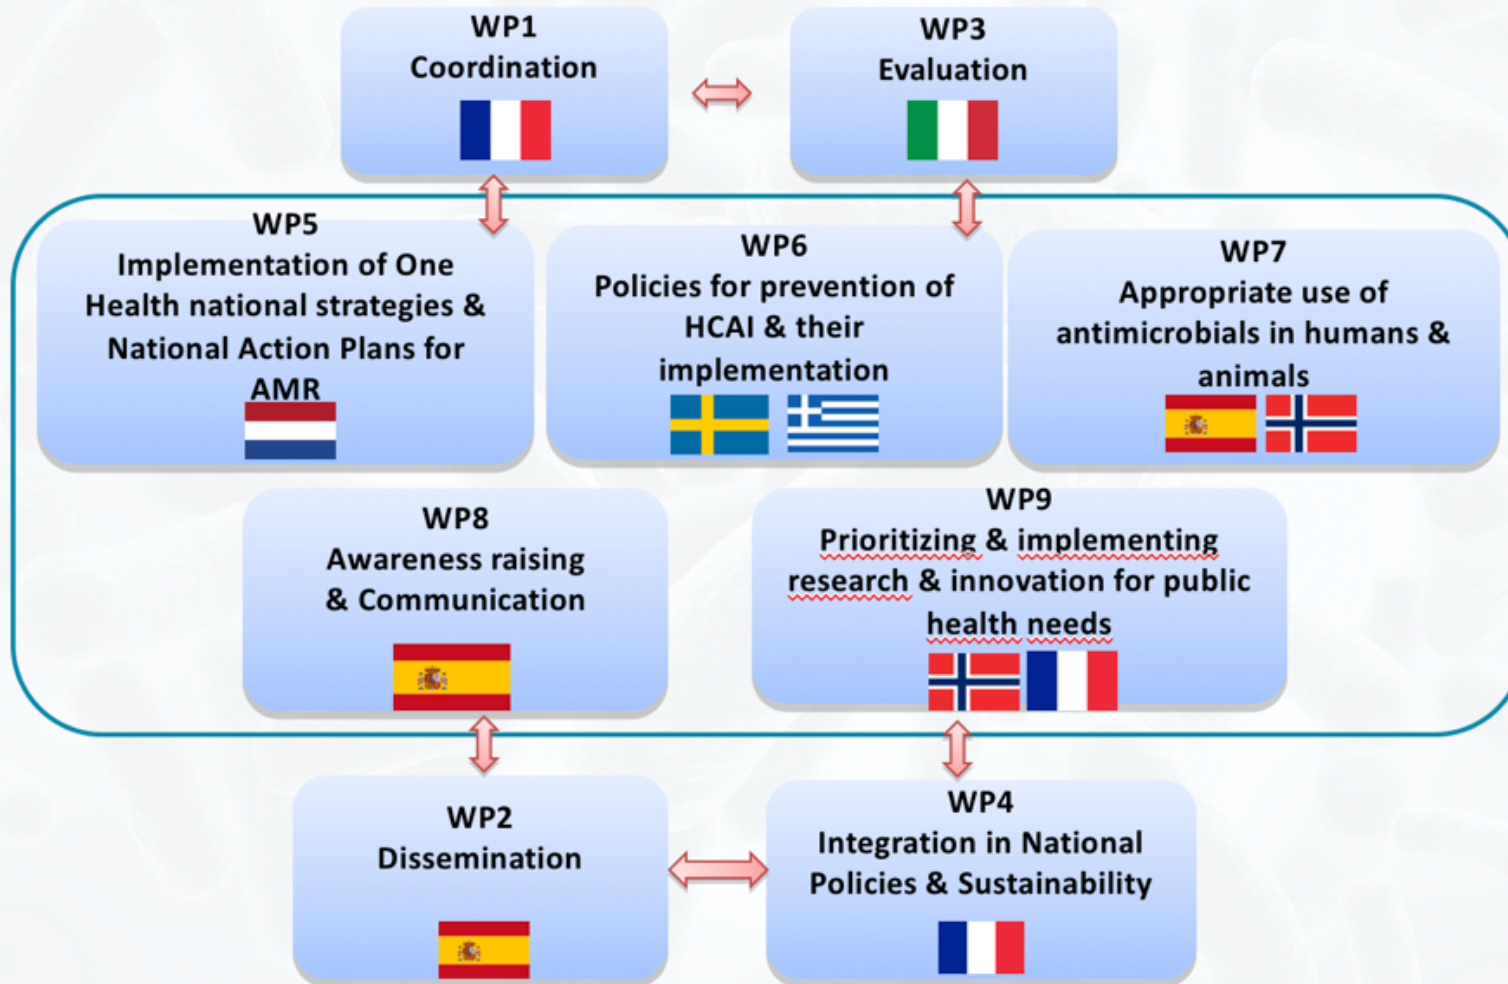 WP1
Coordination
WP3
Evaluation
WP5
Implementation of One
Health national strategies &
National Action Plans for
AMR
WP6
Policies for prevention of
HCAI & their
implementation
WP7
Appropriate use of
antimicrobials in humans &
animals
WP8
Awareness raising
& Communication
WP9
Prioritizing & implementing
research & innovation for public
health needs
WP2
Dissemination
WP4
Integration in National
Policies & Sustainability